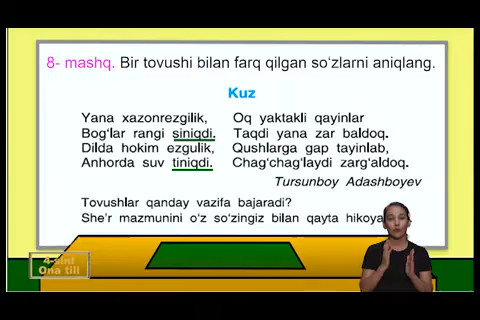 8- mashq. Bir tovushi bilan farq qilgan so‘zlarni aniqlang.
Kuz
Yana xazonrezgilik,
Bog‘lar rangi siniqdi.
Dilda hokim ezgulik,
Anhorda suv tiniqdi.
Oq yaktakli qayinlar
Taqdi yana zar baldoq.
Qushlarga gap tayinlab,
Chag‘chag‘laydi zarg‘aldoq.
Tursunboy Adashboyev
Tovushlar qanday vazifa bajaradi?
She’r mazmunini o‘z so‘zingiz bilan qayta hikoya
4-sinf
Ona tili